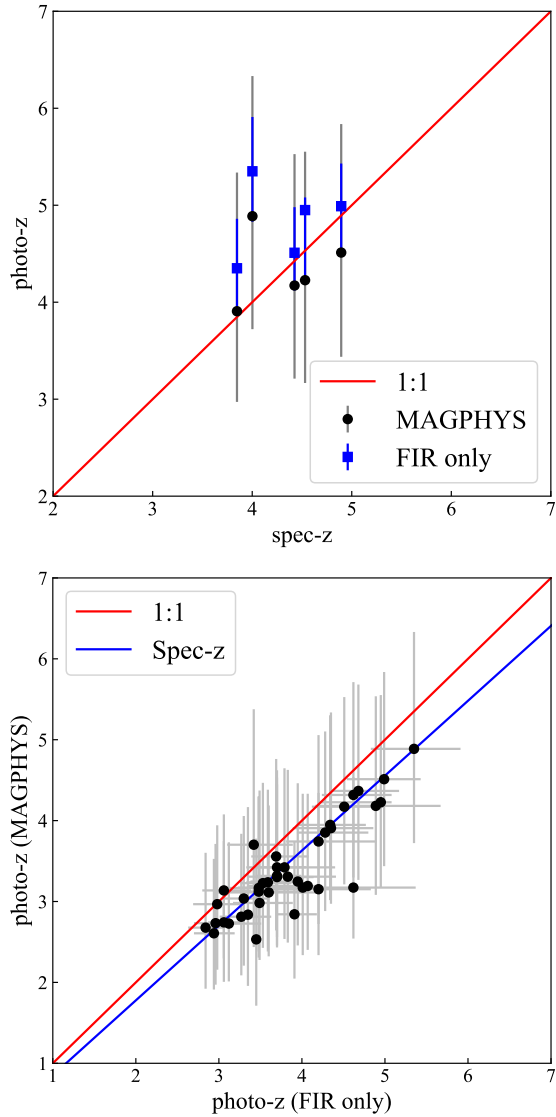 7
6
5
4
3
2
photo-z
1:1
MAGPHYS
FIR only
2 3 4 5 6 7
spec-z
7
6
5
4
3
2
1
photo-z (MAGPHYS)
1:1
Spec-z
1 2 3 4 5 6 7
photo-z (FIR only)